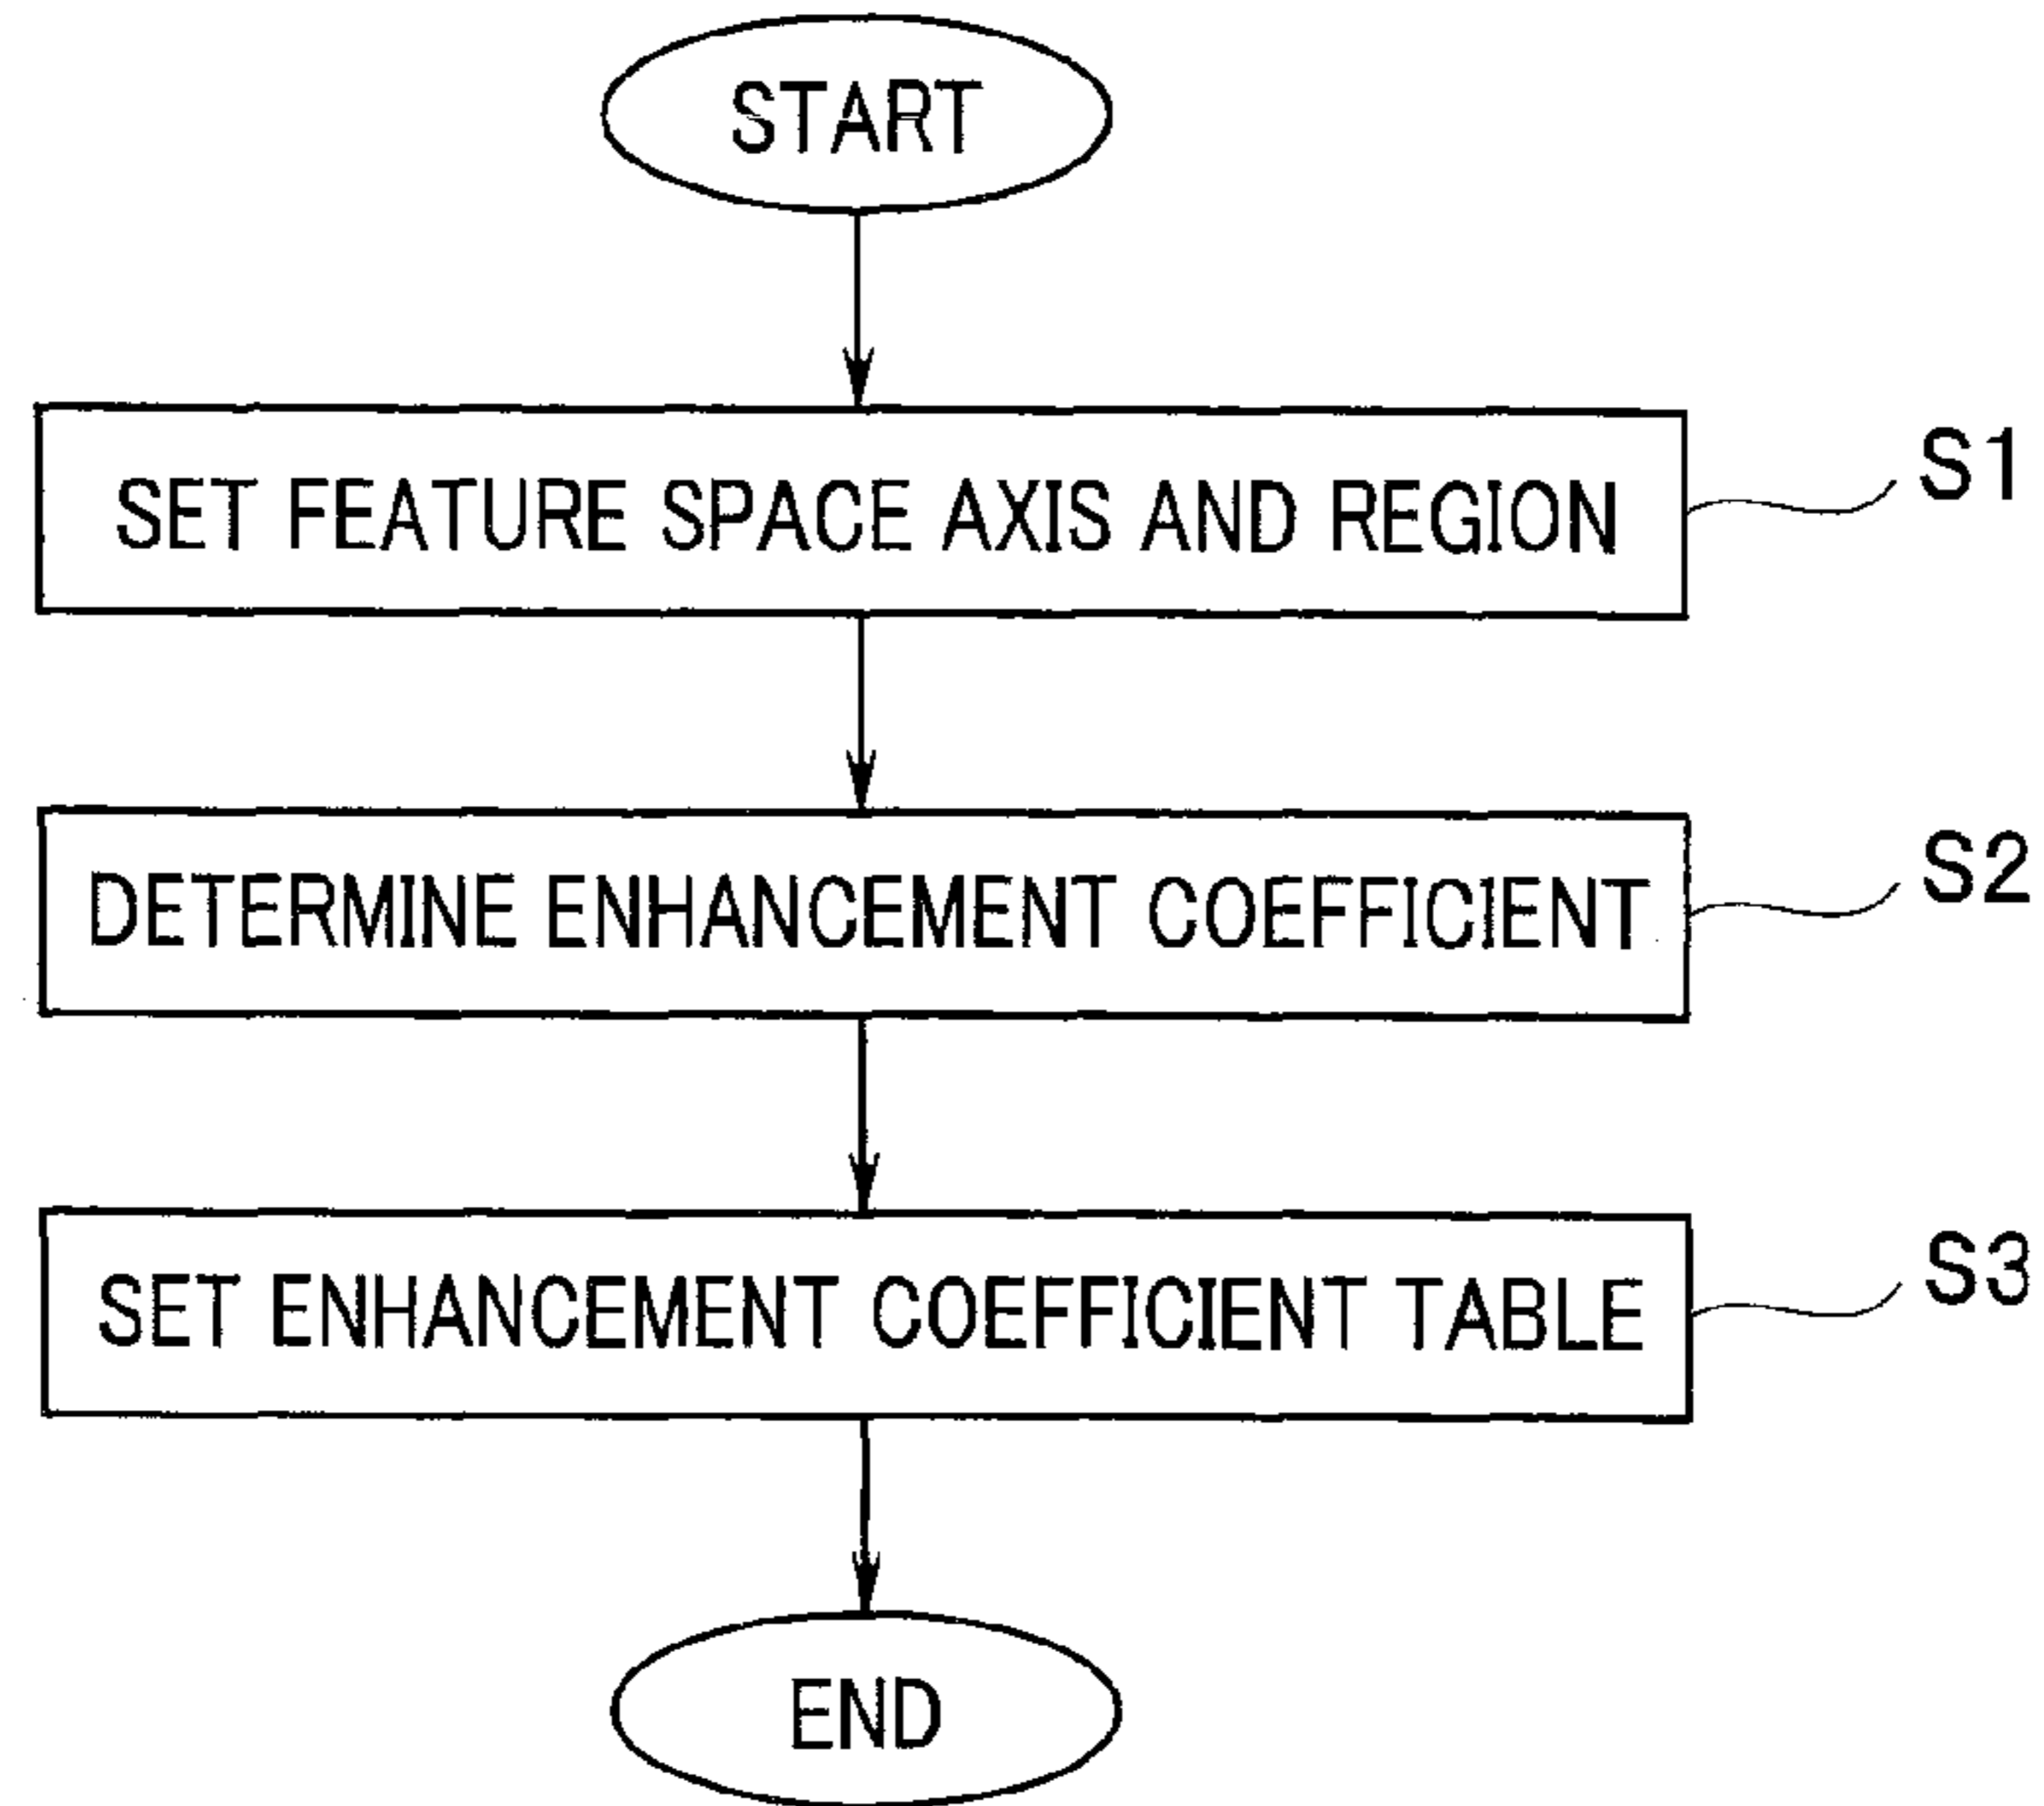 START
SET FEATURE SPACE AXIS AND REGION
S1
DETERMINE ENHANCEMENT COEFFICIENT
S2
SET ENHANCEMENT COEFFICIENT TABLE
S3
END